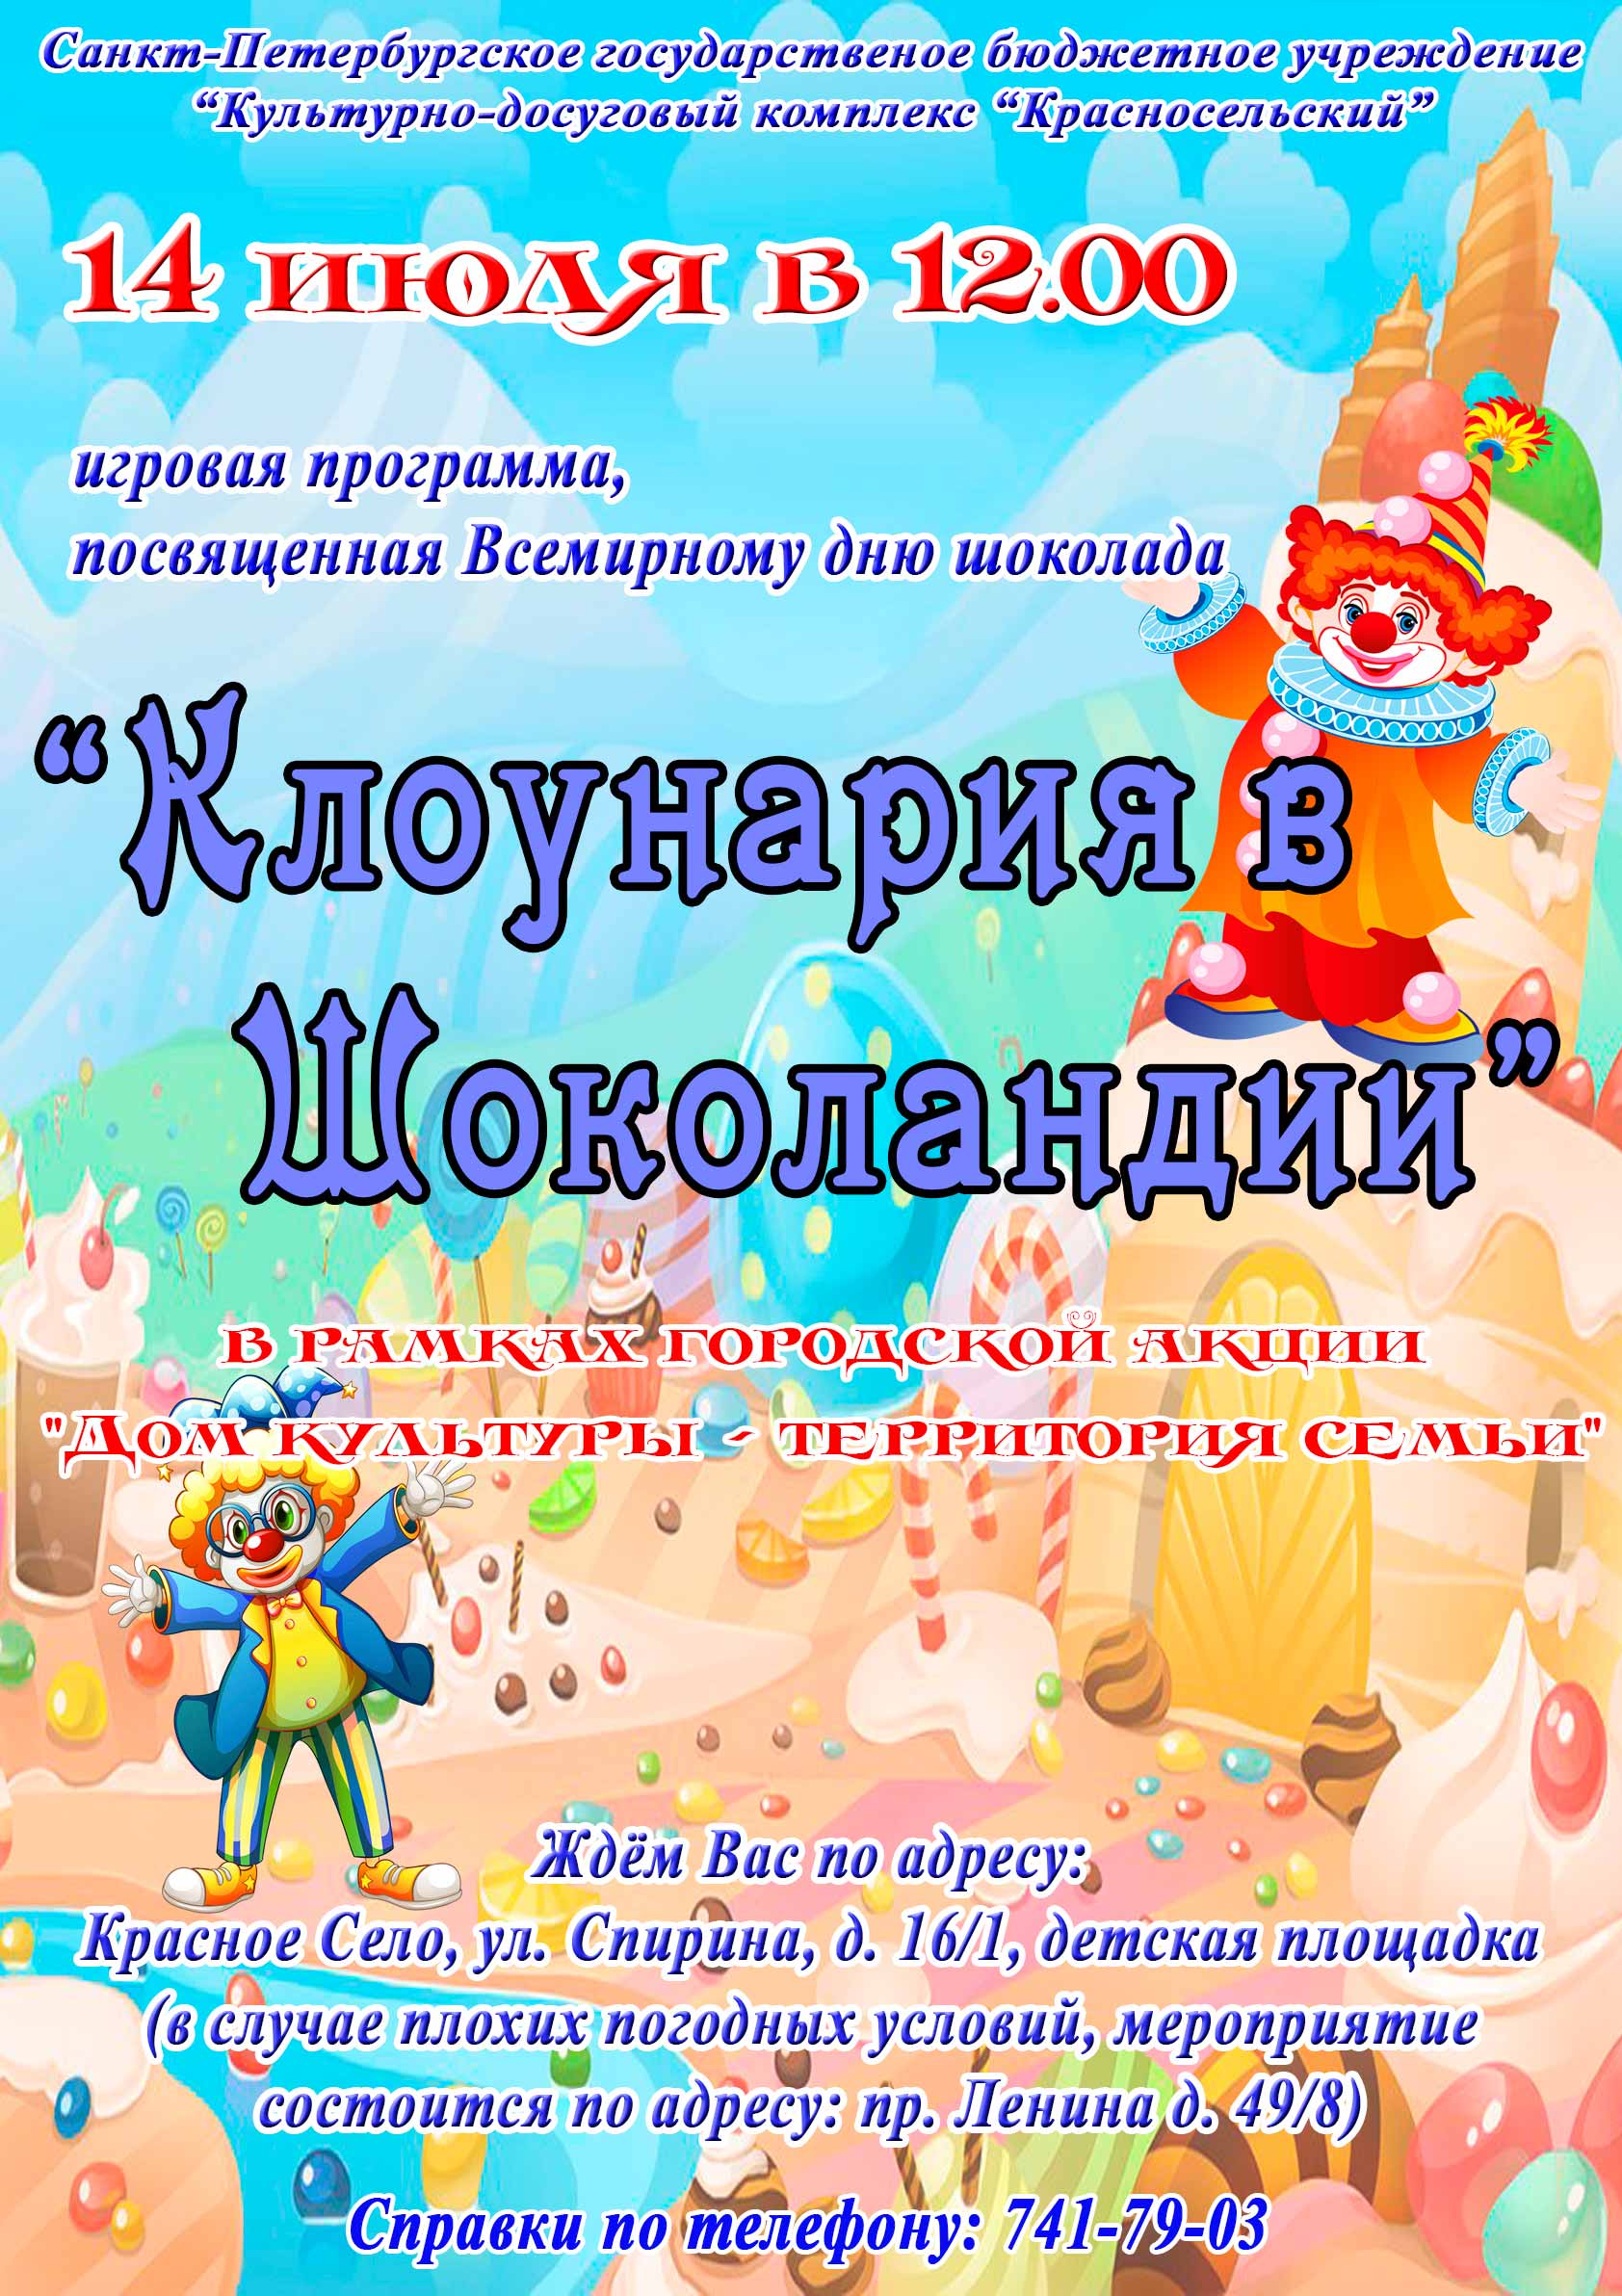 Санкт-Петербургское государственое бюджетное учреждение
“Культурно-досуговый комплекс “Красносельский”
14 июля в 12.00
игровая программа,
посвященная Всемирному дню шоколада
“Клоунария в
Шоколандии”
в рамках городской акции
"Дом культуры - территория семьи"
Ждём Вас по адресу:
Красное Село, ул. Спирина, д. 16/1, детская площадка
(в случае плохих погодных условий, мероприятие
состоится по адресу: пр. Ленина д. 49/8)
Справки по телефону: 741-79-03